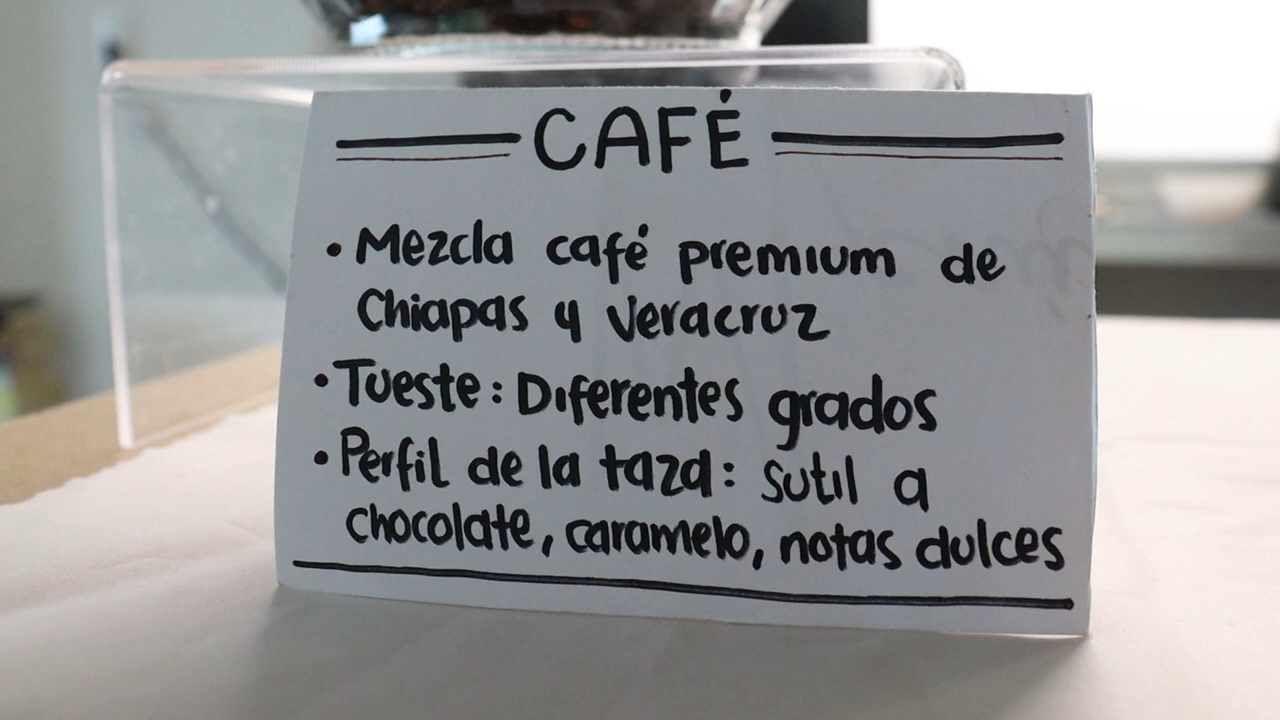 CAFÉ
• Mezcla café premium de
Chiapas y Veracruz
• Tueste: Diferentes grados
• Perfil de la taza: sutil a
chocolate, caramelo, notas dulces